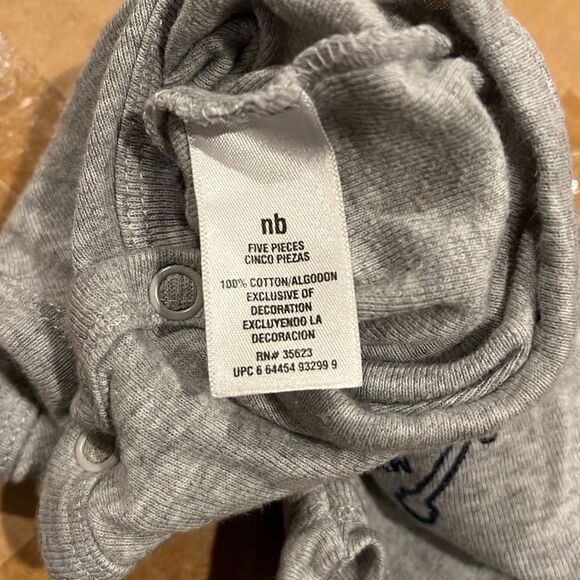 nb
FIVE PIECES
CINCO PIEZAS
100% COTTON/ALGODON
EXCLUSIVE OF
DECORATION
EXCLUYENDO LA
DECORACION
RN# 35623
UPC 6 64454 93299 9